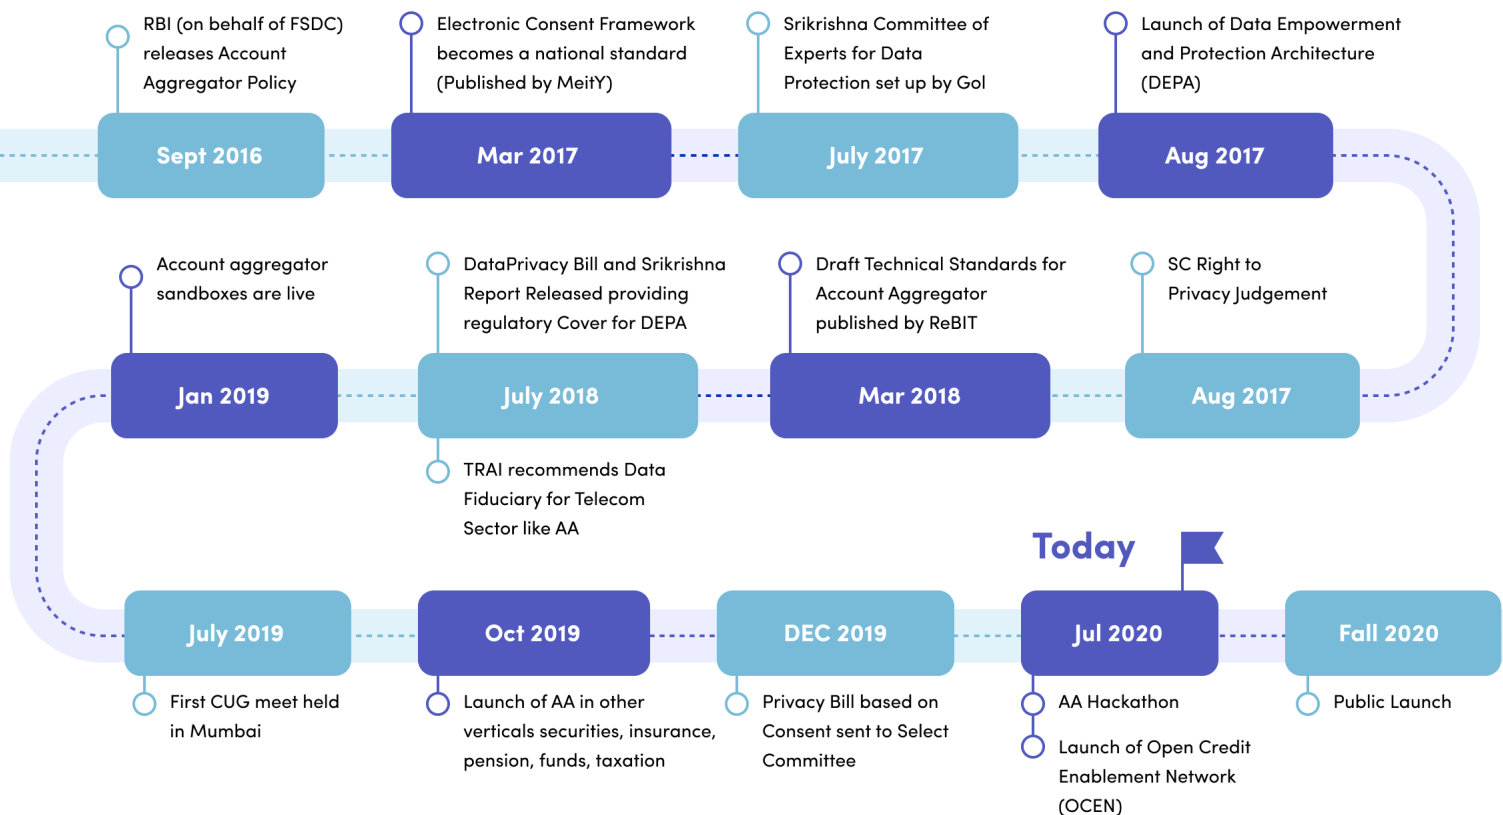 RBI (on behalf of FSDC)
releases Account
Aggregator Policy
Sept 2016
Electronic Consent Framework
becomes a national standard
(Published by MeitY)
Mar 2017
Srikrishna Committee of
Experts for Data
Protection set up by GoI
July 2017
Launch of Data Empowerment
and Protection Architecture
(DEPA)
Aug 2017
SC Right to
Privacy Judgement
Aug 2017
Draft Technical Standards for
Account Aggregator
published by ReBIT
Mar 2018
DataPrivacy Bill and Srikrishna
Report Released providing
regulatory Cover for DEPA
July 2018
TRAI recommends Data
Fiduciary for Telecom
Sector like AA
Account aggregator
sandboxes are live
Jan 2019
July 2019
First CUG meet held
in Mumbai
Oct 2019
Launch of AA in other
verticals securities, insurance,
pension, funds, taxation
DEC 2019
Privacy Bill based on
Consent sent to Select
Committee
Today
Jul 2020
AA Hackathon
Launch of Open Credit
Enablement Network
(OCEN)
Fall 2020
Public Launch